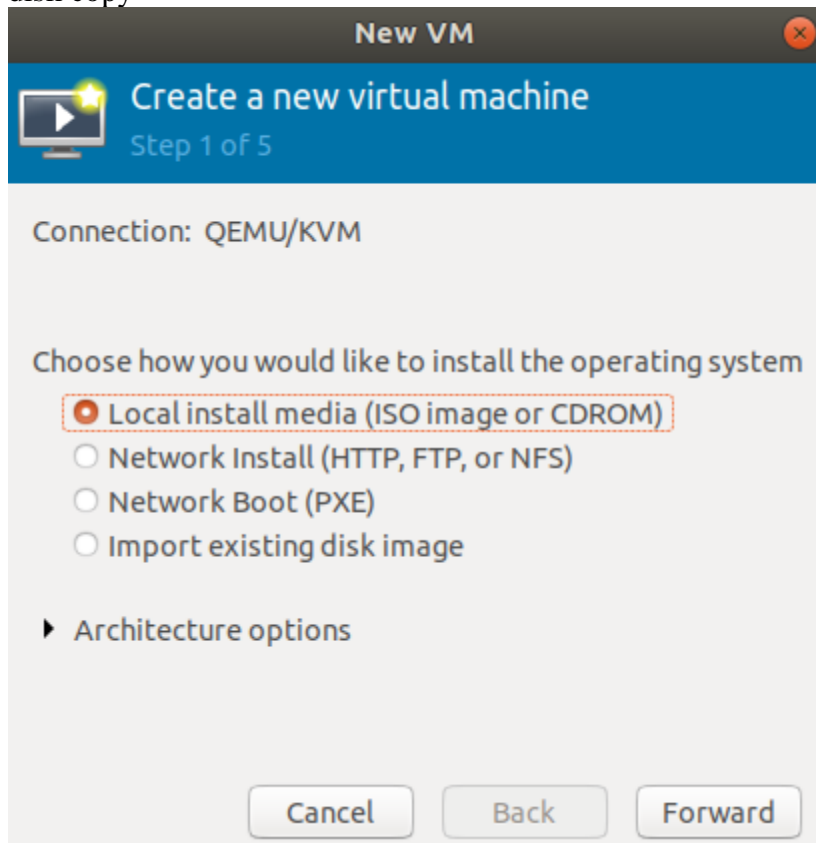 disk copy
New VM
Create a new virtual machine
Step 1 of 5
Connection: QEMU/KVM
Choose how you would like to install the operating system
Local install media (ISO image or CDROM)
Network Install (HTTP, FTP, or NFS)
Network Boot (PXE)
Import existing disk image
Architecture options
Cancel Back Forward